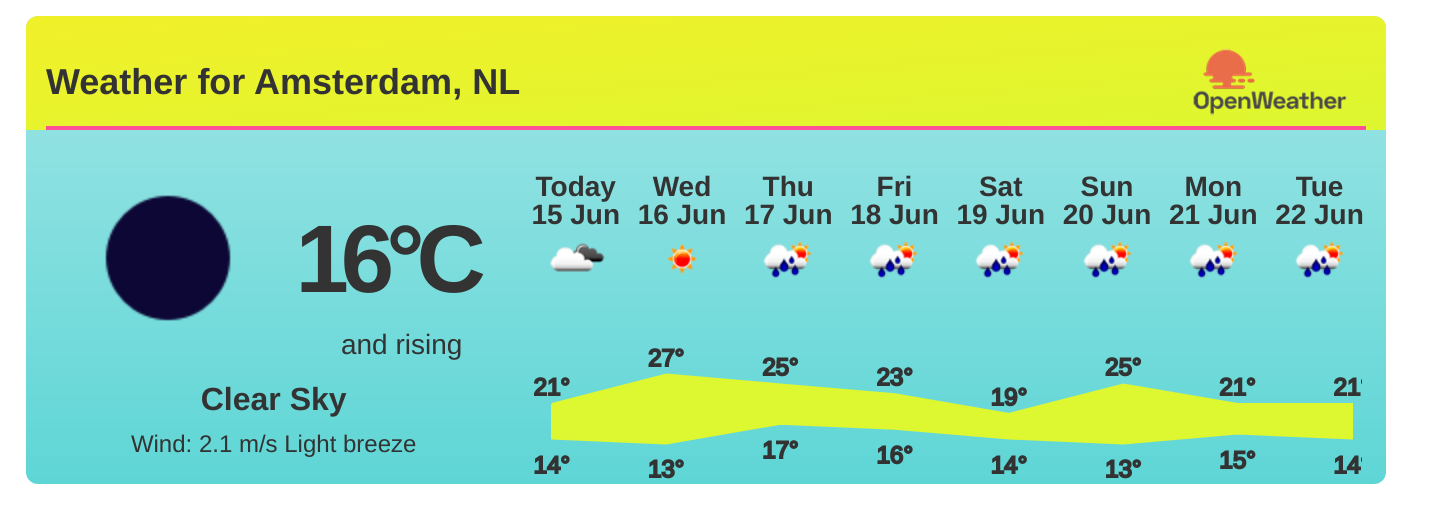 Weather for Amsterdam, NL
OpenWeather
16°C
and rising
Clear Sky
Wind: 2.1 m/s Light breeze
Today Wed Thu Fri Sat Sun Mon Tue
15 Jun 16 Jun 17 Jun 18 Jun 19 Jun 20 Jun 21 Jun 22 Jun
21° 27° 25° 23° 19° 25° 21° 21°
14° 13° 17° 16° 14° 13° 15° 14°